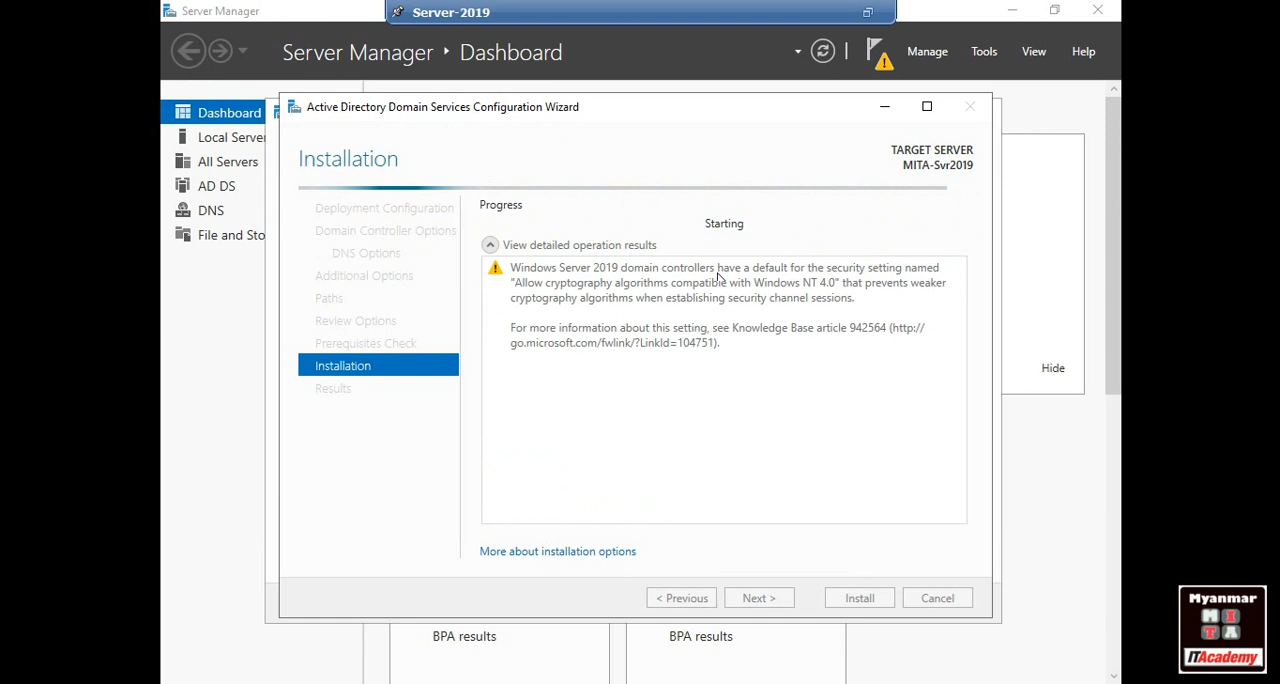 Server Manager
Server-2019
Server Manager ‣ Dashboard
Manage
Tools
View
Help
Dashboard
Local Server
All Servers
AD DS
DNS
File and Sto
Active Directory Domain Services Configuration Wizard
Installation
TARGET SERVER
MITA-Svr2019
Deployment Configuration
Domain Controller Options
DNS Options
Additional Options
Paths
Review Options
Prerequisites Check
Installation
Results
Progress
Starting
View detailed operation results
Windows Server 2019 domain controllers have a default for the security setting named
"Allow cryptography algorithms compatible with Windows NT 4.0" that prevents weaker
cryptography algorithms when establishing security channel sessions.
For more information about this setting, see Knowledge Base article 942564 (http://
go.microsoft.com/fwlink/?LinkId=104751).
More about installation options
< Previous
Next >
Install
Cancel
Hide
BPA results
BPA results
Myanmar
M I
T A
ITAcademy